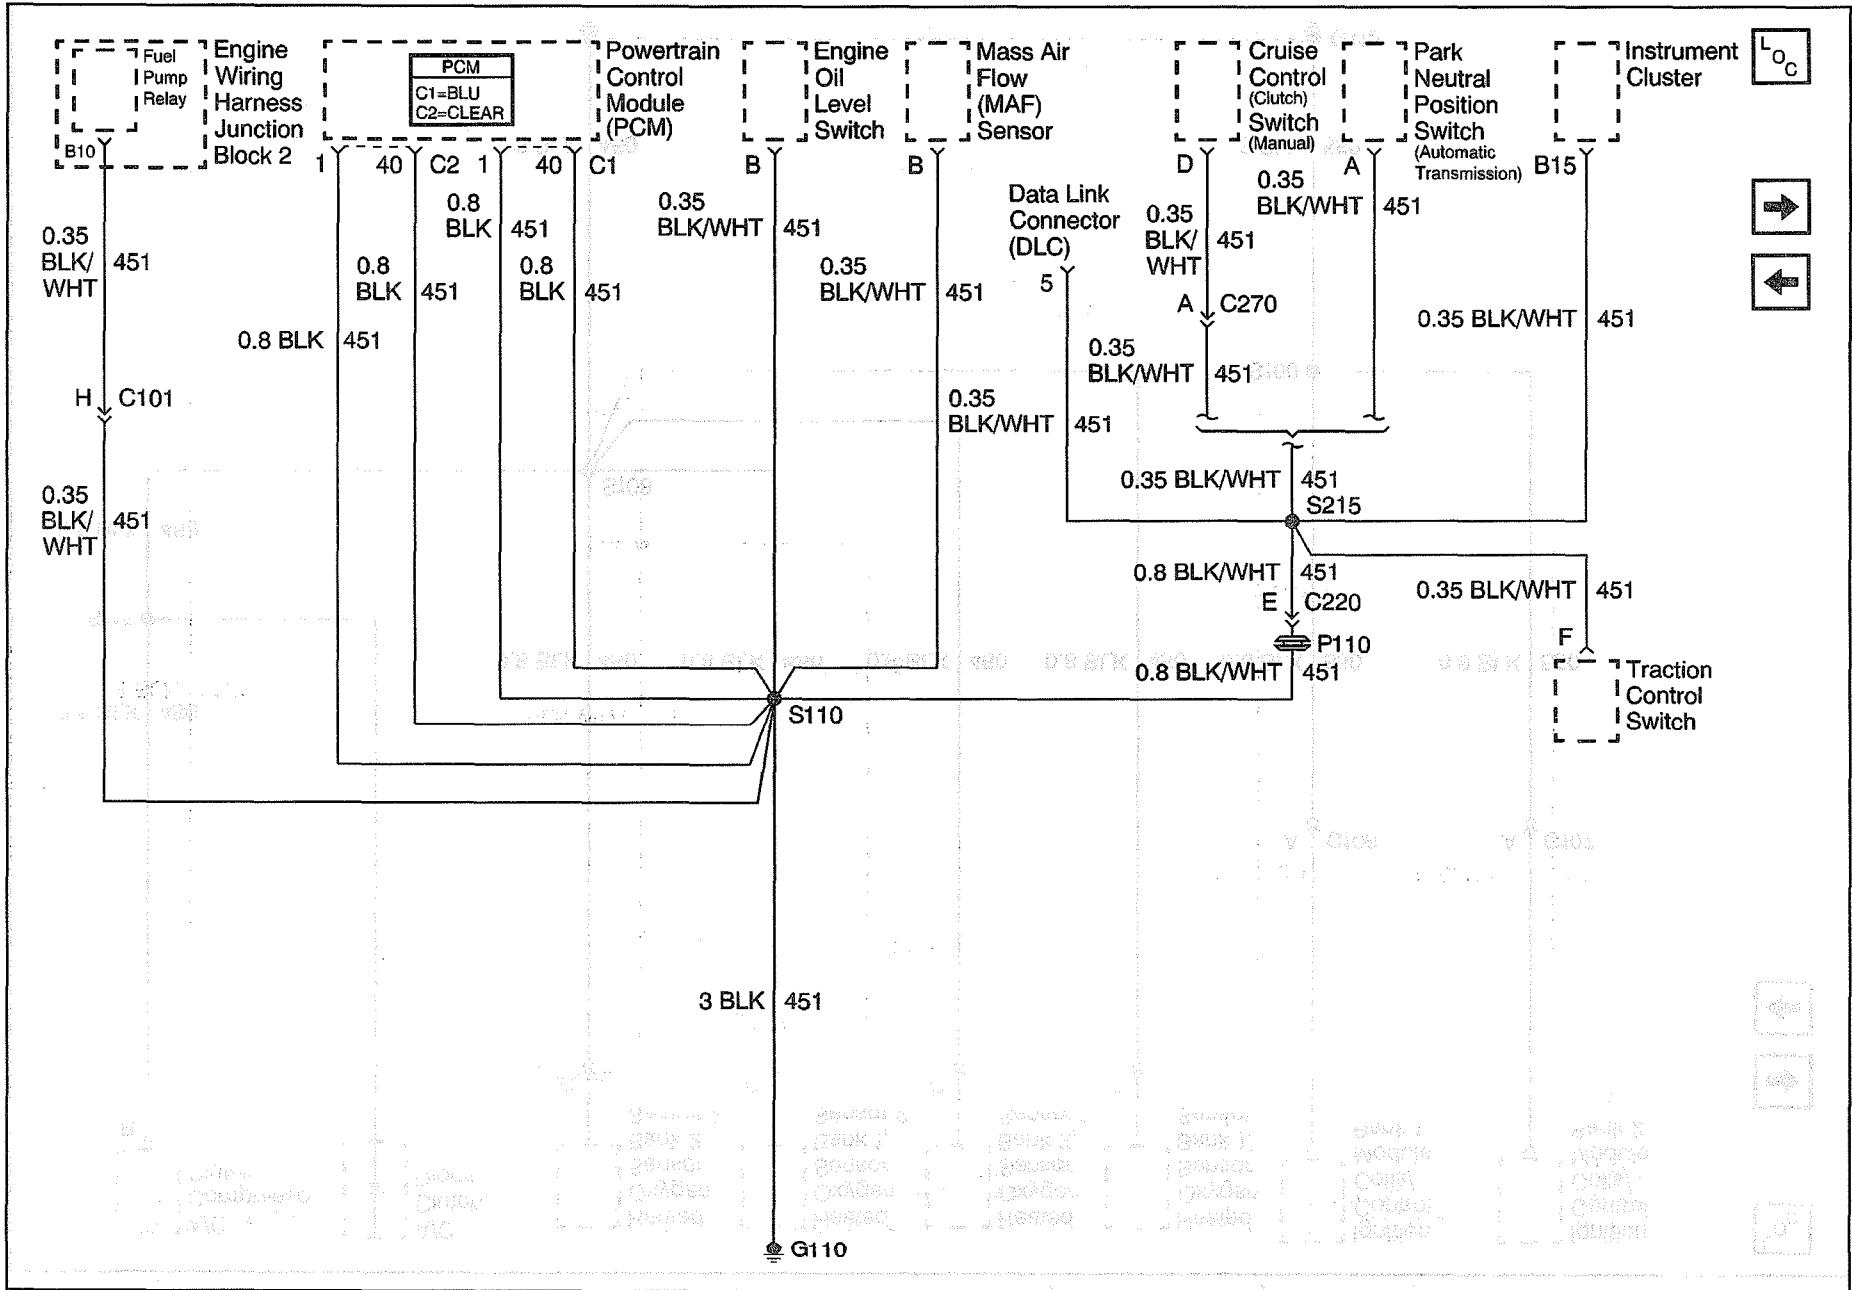 Fuel
Pump
Relay
B10
Engine
Wiring
Harness
Junction
Block 2
PCM
C1=BLU
C2=CLEAR
Powertrain
Control
Module
(PCM)
1
40
C2
1
40
C1
Engine
Oil
Level
Switch
B
Mass Air
Flow
(MAF)
Sensor
B
Cruise
Control
(Clutch)
Switch
(Manual)
D
Park
Neutral
Position
Switch
(Automatic
Transmission)
A
Instrument
Cluster
B15
LOC
0.35
BLK/
WHT
451
0.8
BLK
451
0.8
BLK
451
0.8
BLK
451
0.8 BLK
451
0.35
BLK/WHT
451
0.35
BLK/WHT
451
Data Link
Connector
(DLC)
5
0.35
BLK/
WHT
451
0.35
BLK/WHT
451
A
C270
0.35
BLK/WHT
451
0.35 BLK/WHT
451
H
C101
0.35
BLK/WHT
451
0.35
BLK/
WHT
451
0.35 BLK/WHT
451
S215
0.8 BLK/WHT
451
E
C220
P110
0.8 BLK/WHT
451
0.35 BLK/WHT
451
F
Traction
Control
Switch
S110
3 BLK
451
G110